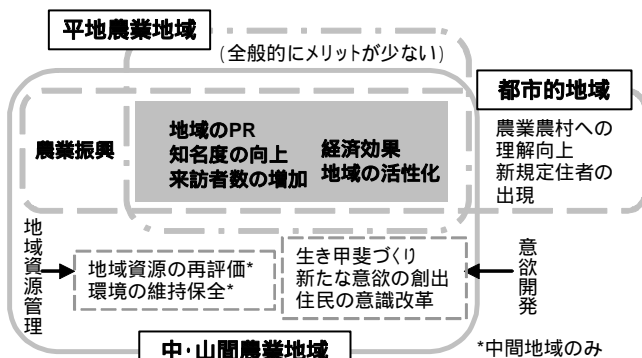 平地農業地域
(全般的にメリットが少ない)
都市的地域
農業農村への
理解向上
新規定住者の
出現
農業振興
地域のPR
知名度の向上
来訪者数の増加
経済効果
地域の活性化
地域資源管理
地域資源の再評価*
環境の維持保全*
生き甲斐づくり
新たな意欲の創出
住民の意識改革
意欲開発
中・山間農業地域
*中間地域のみ